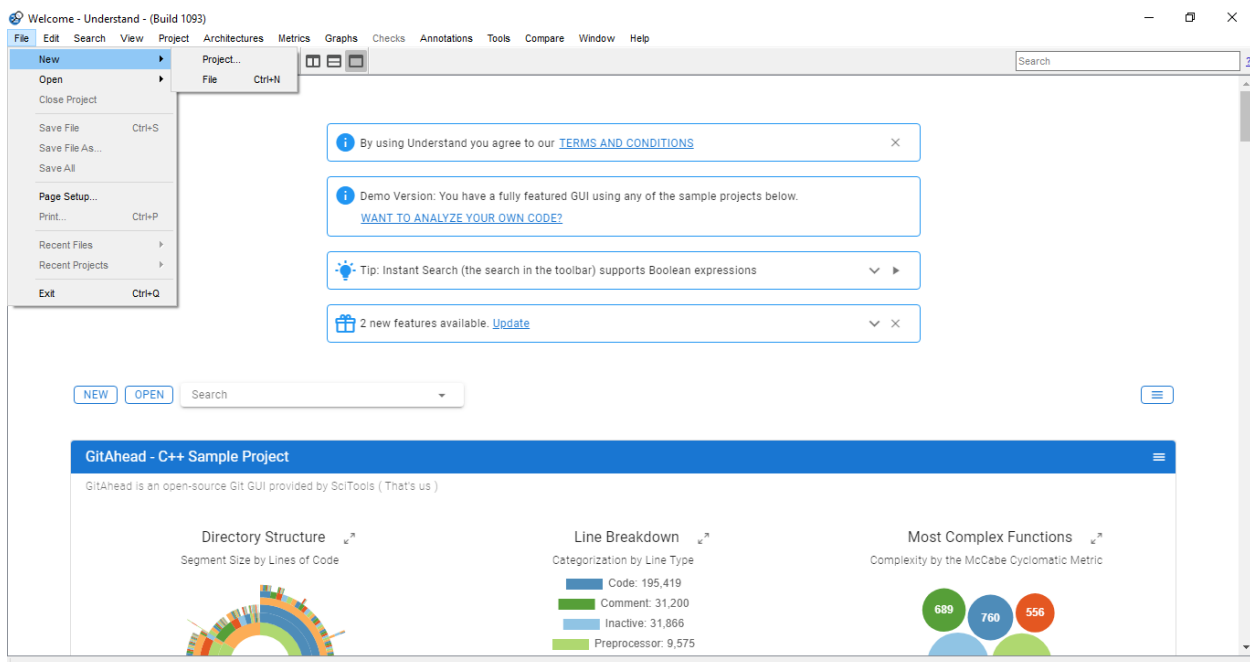 Welcome - Understand - (Build 1093)
File Edit Search View Project Architectures Metrics Graphs Checks Annotations Tools Compare Window Help
New
Project...
Open
File Ctrl+N
Close Project
Save File Ctrl+S
Save File As...
Save All
Page Setup...
Print... Ctrl+P
Recent Files
Recent Projects
Exit Ctrl+Q
Search
?
By using Understand you agree to our TERMS AND CONDITIONS
Demo Version: You have a fully featured GUI using any of the sample projects below.
WANT TO ANALYZE YOUR OWN CODE?
Tip: Instant Search (the search in the toolbar) supports Boolean expressions
2 new features available. Update
NEW OPEN Search
GitAhead - C++ Sample Project
GitAhead is an open-source Git GUI provided by SciTools ( That's us )
Directory Structure
Segment Size by Lines of Code
Line Breakdown
Categorization by Line Type
Code: 195,419
Comment: 31,200
Inactive: 31,866
Preprocessor: 9,575
Most Complex Functions
Complexity by the McCabe Cyclomatic Metric
689 760 556